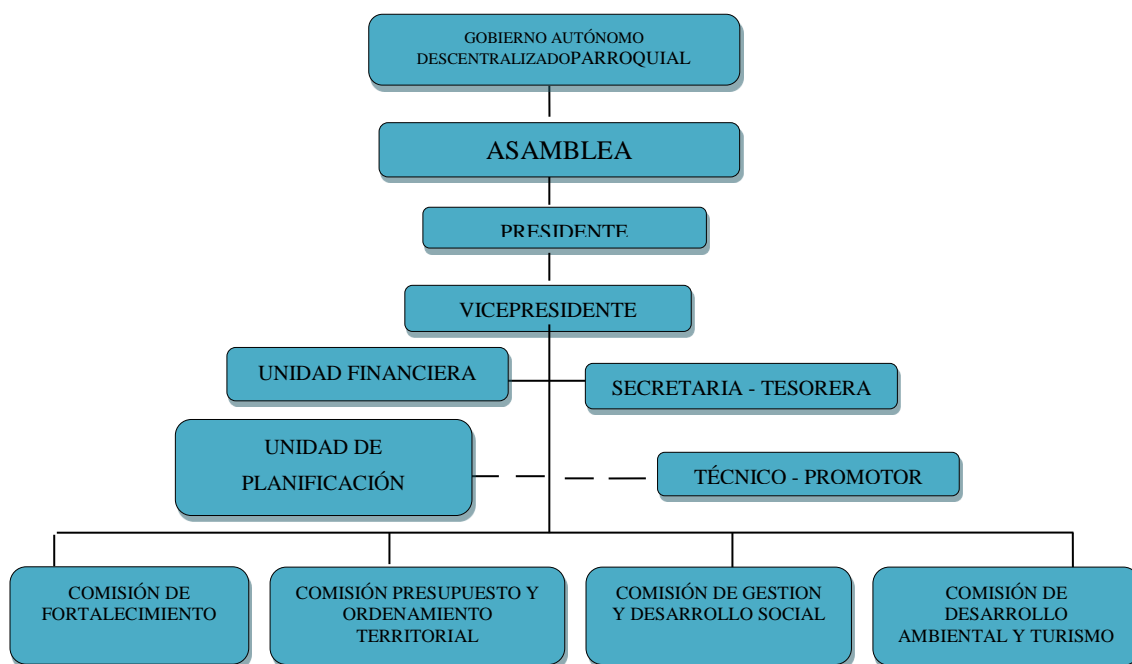 GOBIERNO AUTÓNOMO
DESCENTRALIZADOPARROQUIAL
ASAMBLEA
PRESIDENTE
VICEPRESIDENTE
UNIDAD FINANCIERA
SECRETARIA - TESORERA
UNIDAD DE
PLANIFICACIÓN
TÉCNICO - PROMOTOR
COMISIÓN DE
FORTALECIMIENTO
COMISIÓN PRESUPUESTO Y
ORDENAMIENTO
TERRITORIAL
COMISIÓN DE GESTION
Y DESARROLLO SOCIAL
COMISIÓN DE
DESARROLLO
AMBIENTAL Y TURISMO